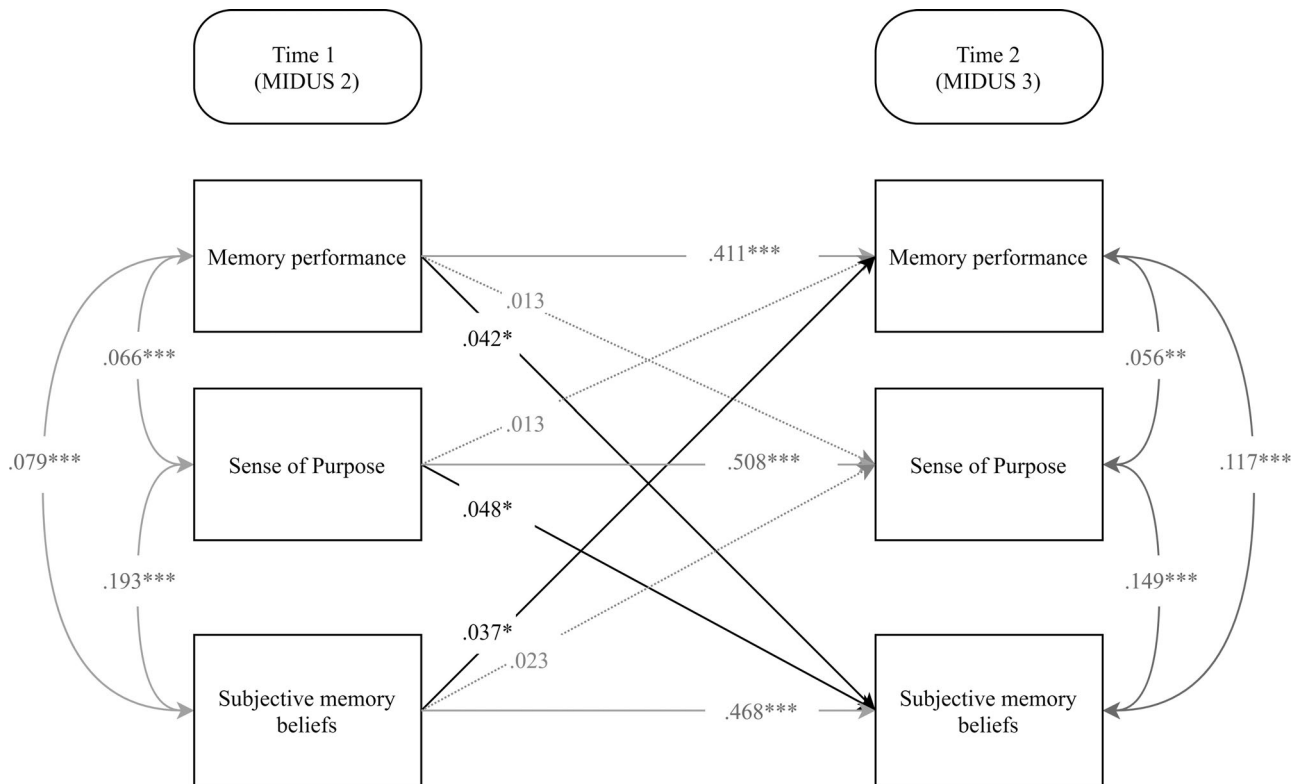 Time 1
(MIDUS 2)
Time 2
(MIDUS 3)
Memory performance
.411***
Memory performance
.013
.042*
.066***
.056**
.013
.079***
Sense of Purpose
.508***
Sense of Purpose
.117***
.048*
.193***
.149***
.037*
.023
Subjective memory
beliefs
.468***
Subjective memory
beliefs